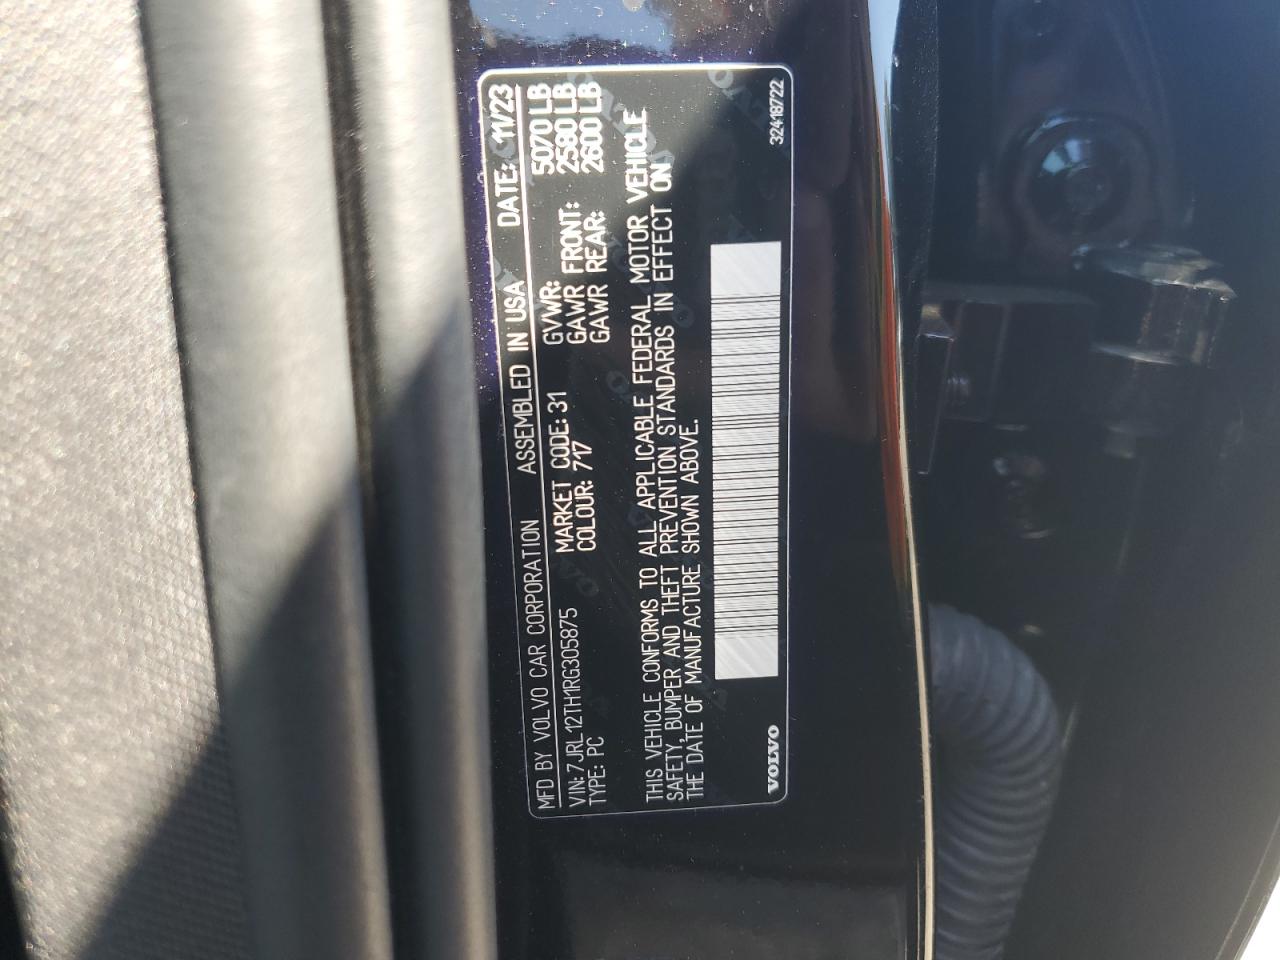 MFD BY VOLVO CAR CORPORATION ASSEMBLED IN USA DATE: 11/23
VIN: 7JRL12TH1RG305875 MARKET CODE: 31 GVWR: 5070 LB
TYPE: PC COLOUR: 717 GAWR FRONT: 2580 LB
GAWR REAR: 2600 LB
THIS VEHICLE CONFORMS TO ALL APPLICABLE FEDERAL MOTOR VEHICLE
SAFETY, BUMPER AND THEFT PREVENTION STANDARDS IN EFFECT ON
THE DATE OF MANUFACTURE SHOWN ABOVE.
VOLVO 32418722